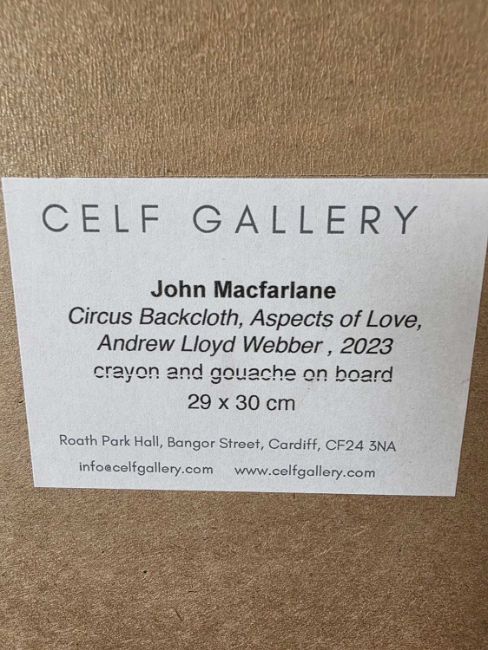 CELF GALLERY
John Macfarlane
Circus Backcloth, Aspects of Love,
Andrew Lloyd Webber , 2023
crayon and gouache on board
29 x 30 cm
Roath Park Hall, Bangor Street, Cardiff, CF24 3NA
info@celfgallery.com www.celfgallery.com